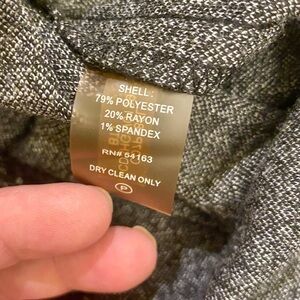 SHELL:
79% POLYESTER
20% RAYON
1% SPANDEX
RN# 54163
DRY CLEAN ONLY
P